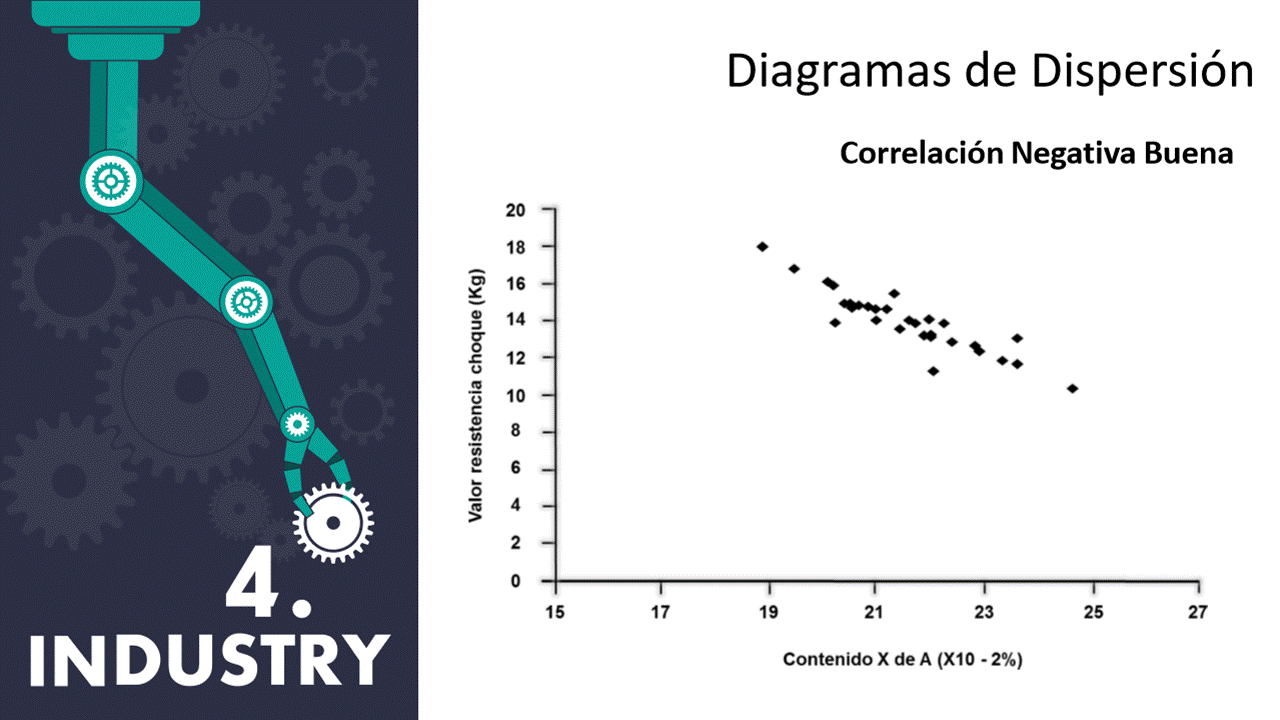 Diagramas de Dispersión
Correlación Negativa Buena
20
18
16
14
12
10
8
6
4
2
0
Valor resistencia choque (Kg)
15 17 19 21 23 25 27
Contenido X de A (X10 - 2%)
4.
INDUSTRY